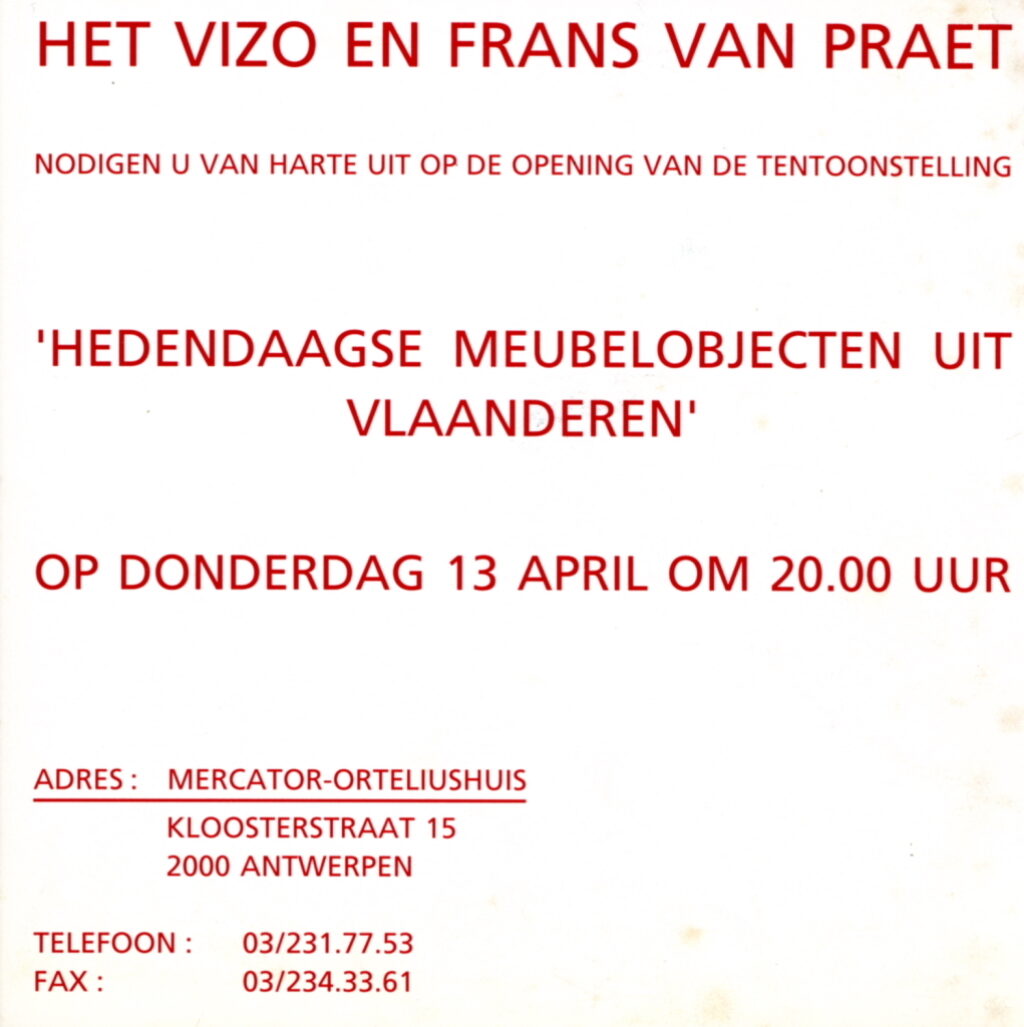 HET VIZO EN FRANS VAN PRAET
NODIGEN U VAN HARTE UIT OP DE OPENING VAN DE TENTOONSTELLING
'HEDENDAAGSE MEUBELOBJECTEN UIT
VLAANDEREN'
OP DONDERDAG 13 APRIL OM 20.00 UUR
ADRES : MERCATOR-ORTELIUSHUIS
KLOOSTERSTRAAT 15
2000 ANTWERPEN
TELEFOON : 03/231.77.53
FAX : 03/234.33.61